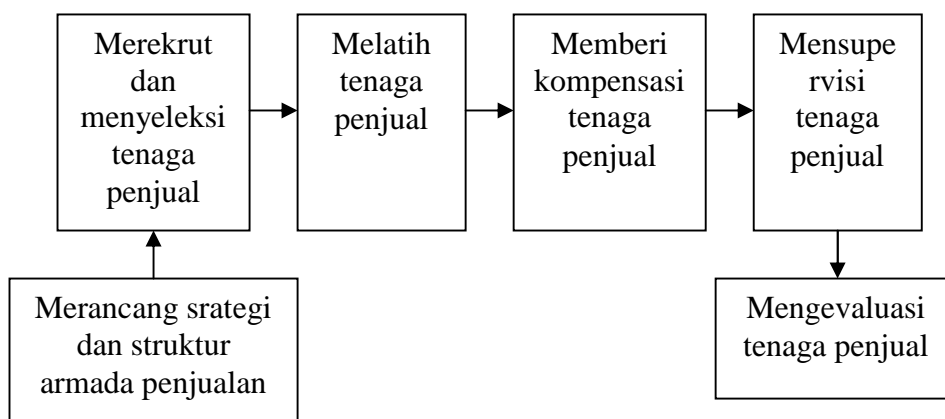 Merekrut
dan
menyeleksi
tenaga
penjual
Melatih
tenaga
penjual
Memberi
kompensasi
tenaga
penjual
Mensupe
rvisi
tenaga
penjual
Merancang srategi
dan struktur
armada penjualan
Mengevaluasi
tenaga penjual